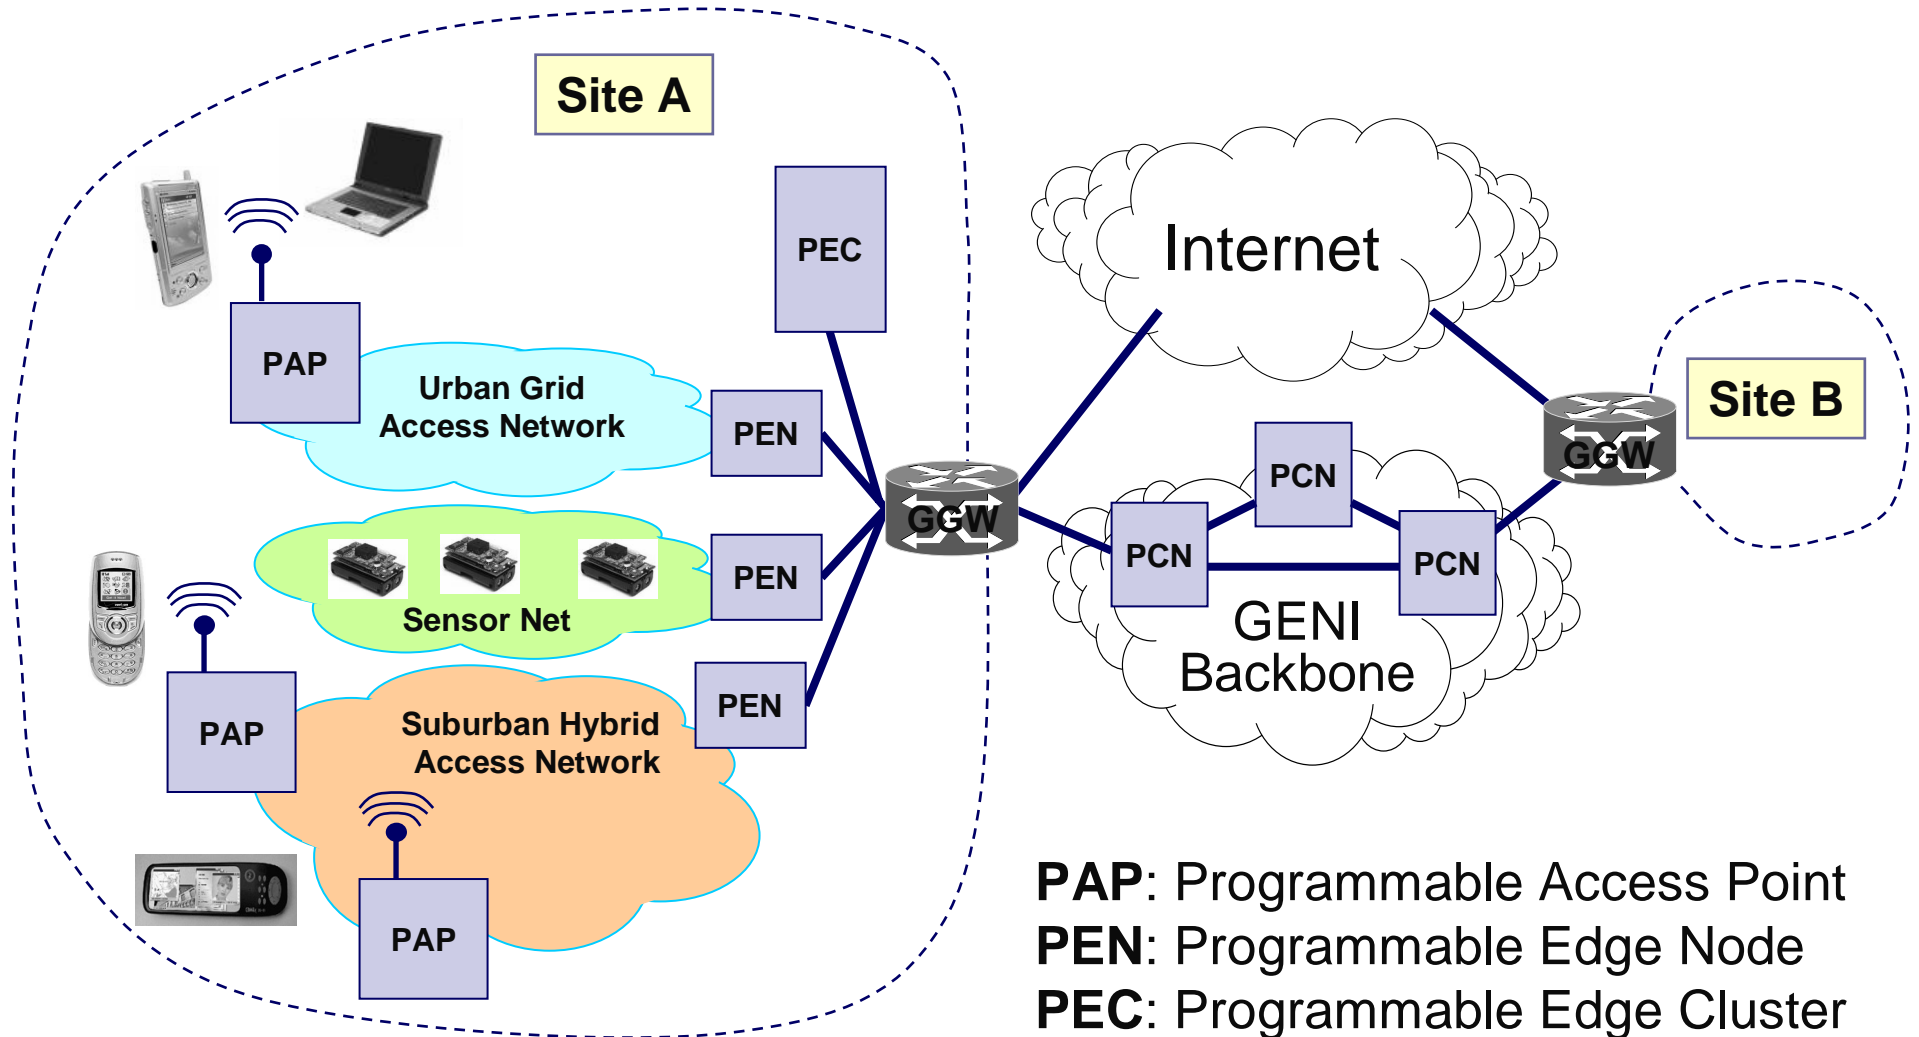 Site A
PEC
Internet
PAP
Urban Grid
Access Network
PEN
Site B
GGW
PCN
GGW
PCN
PCN
PEN
Sensor Net
GENI
Backbone
PAP
Suburban Hybrid
Access Network
PEN
PAP
PAP: Programmable Access Point
PEN: Programmable Edge Node
PEC: Programmable Edge Cluster